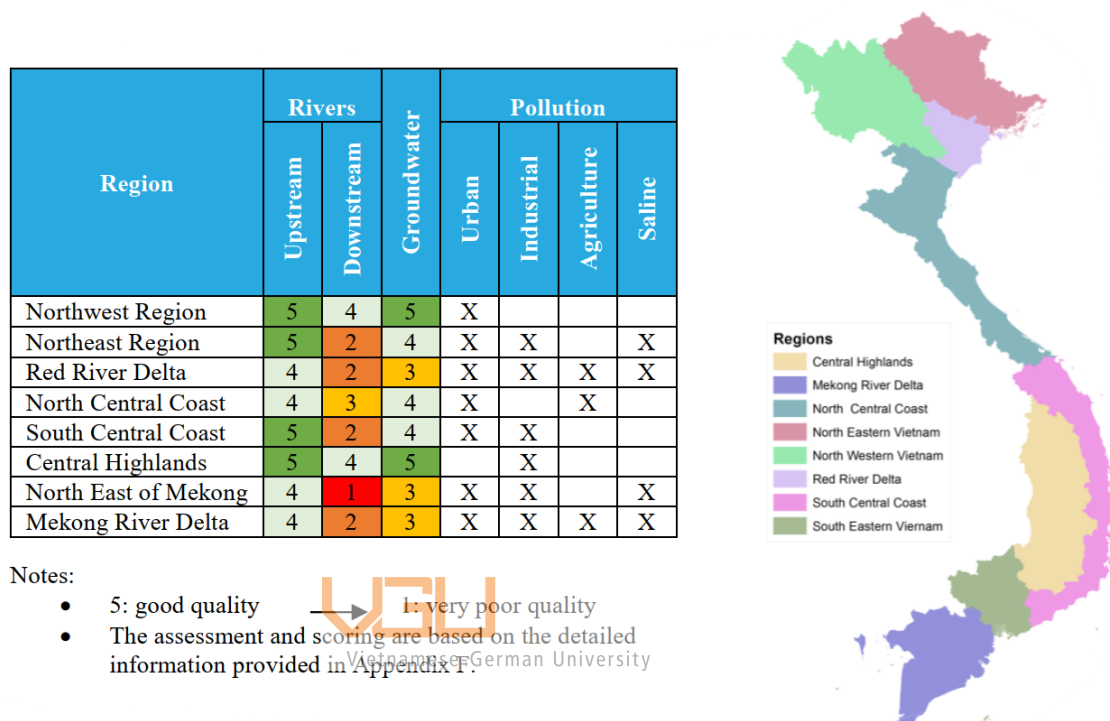 Region
Rivers
Groundwater
Pollution
Upstream
Downstream
Urban
Industrial
Agriculture
Saline
Northwest Region 5 4 5 X
Northeast Region 5 2 4 X X X
Red River Delta 4 2 3 X X X X
North Central Coast 4 3 4 X X
South Central Coast 5 2 4 X X
Central Highlands 5 4 5 X
North East of Mekong 4 1 3 X X X
Mekong River Delta 4 2 3 X X X X
Notes:
• 5: good quality → 1: very poor quality
• The assessment and scoring are based on the detailed
information provided in Appendix F.
VGU
Vietnamese-German University
Regions
Central Highlands
Mekong River Delta
North Central Coast
North Eastern Vietnam
North Western Vietnam
Red River Delta
South Central Coast
South Eastern Viernam